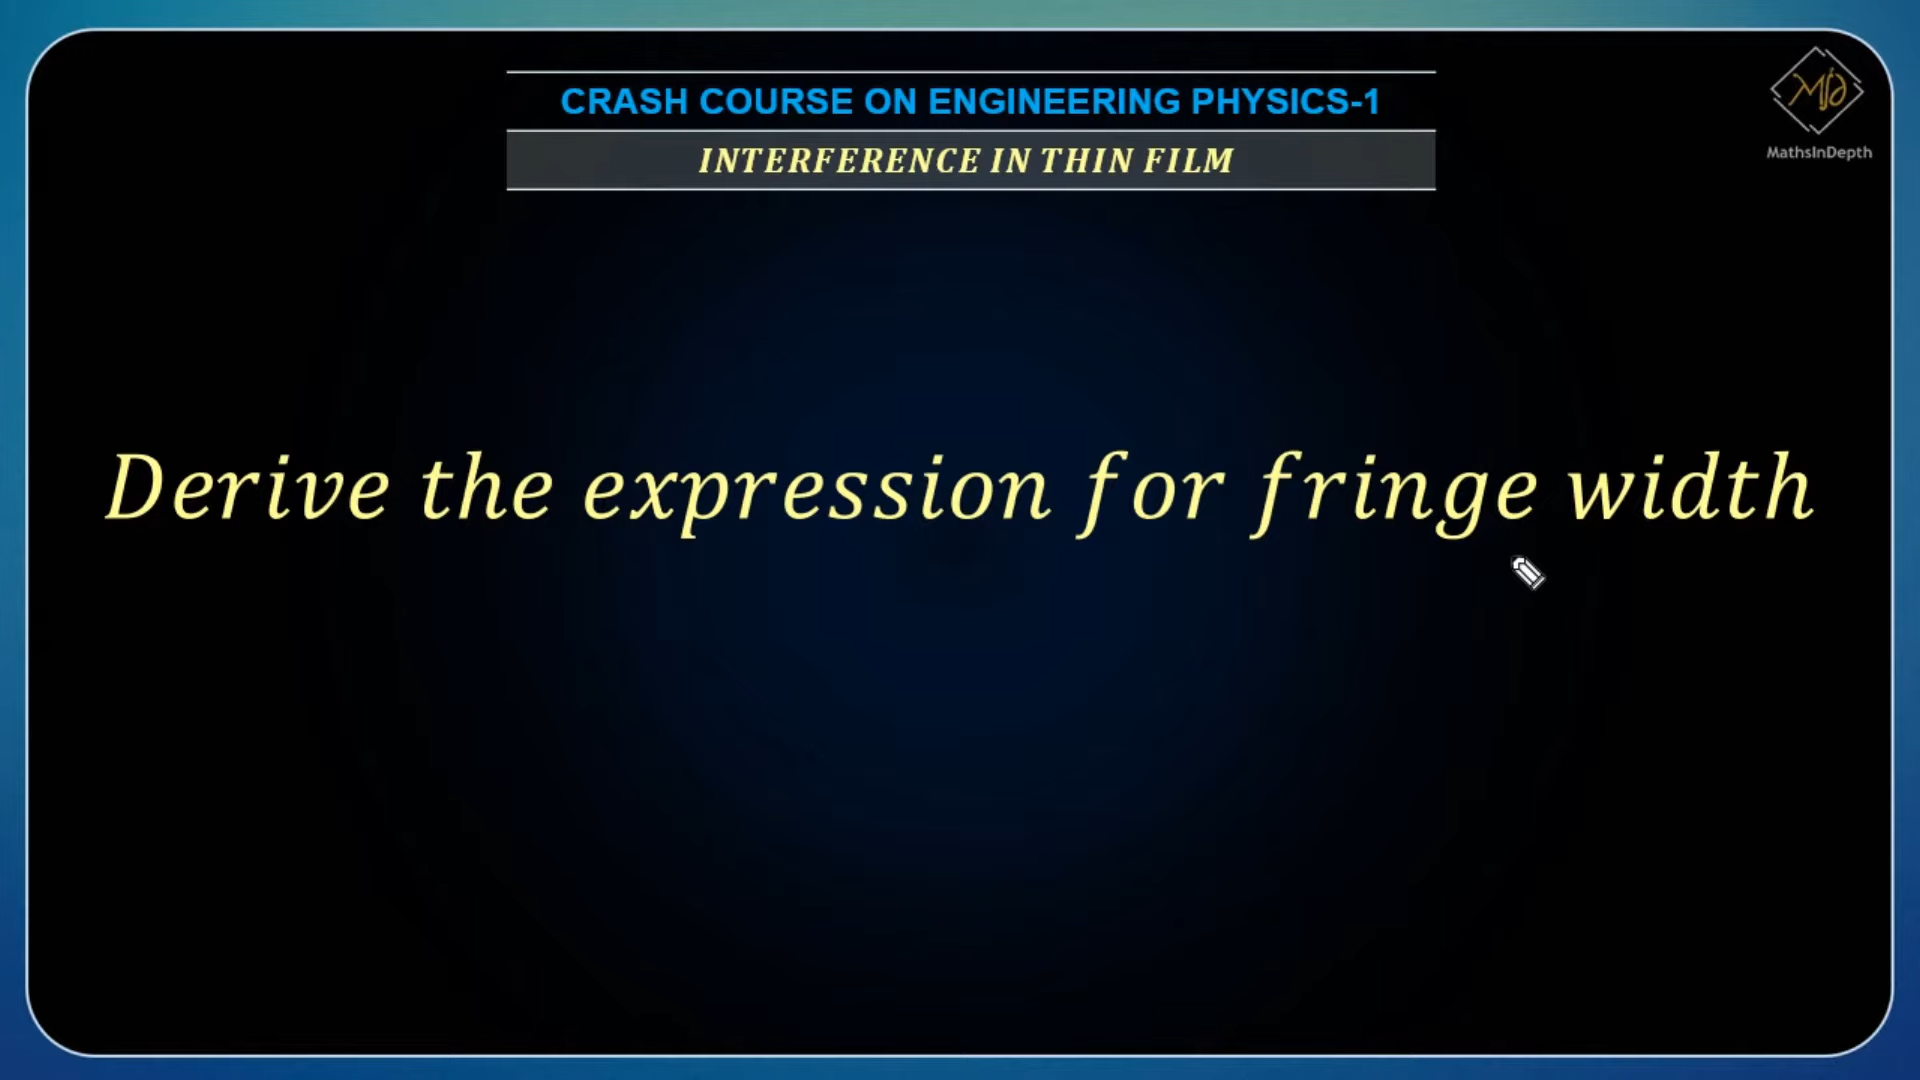 CRASH COURSE ON ENGINEERING PHYSICS-1
INTERFERENCE IN THIN FILM
MathsInDepth
Derive the expression for fringe width